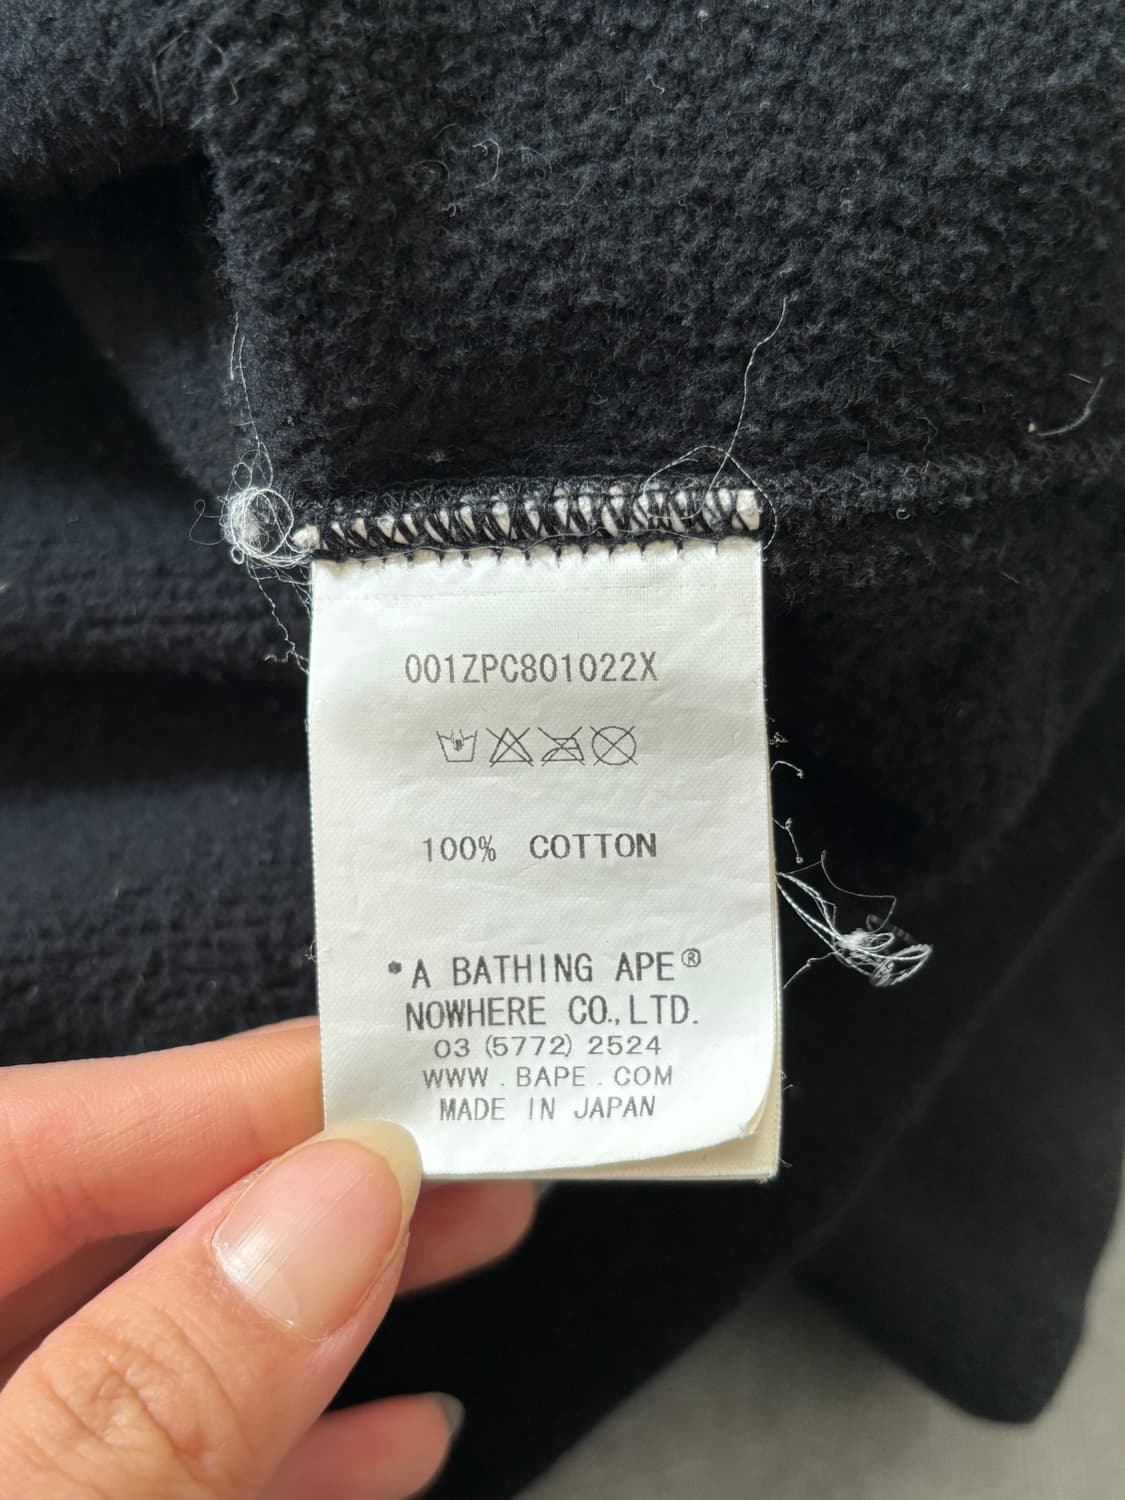 001ZPC801022X
100% COTTON
*A BATHING APE®
NOWHERE CO.,LTD.
03 (5772) 2524
WWW.BAPE.COM
MADE IN JAPAN